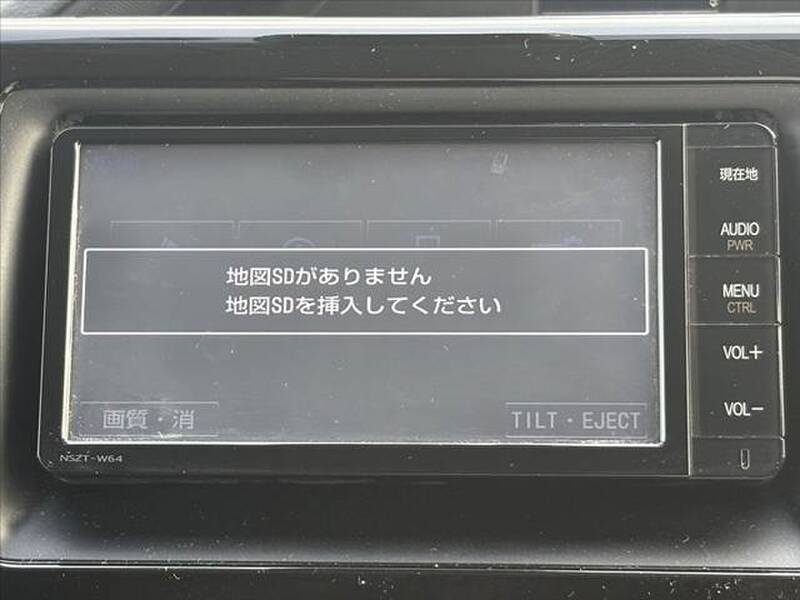 現在地
AUDIO
PWR
地図SDがありません
地図SDを挿入してください
MENU
CTRL
VOL+
VOL-
画質・消
TILT・EJECT
NSZT-W64